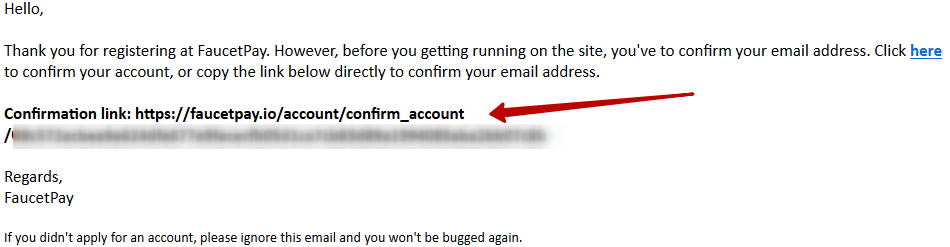 Hello,
Thank you for registering at FaucetPay. However, before you getting running on the site, you've to confirm your email address. Click here
to confirm your account, or copy the link below directly to confirm your email address.
Confirmation link: https://faucetpay.io/account/confirm_account
/
Regards,
FaucetPay
If you didn't apply for an account, please ignore this email and you won't be bugged again.